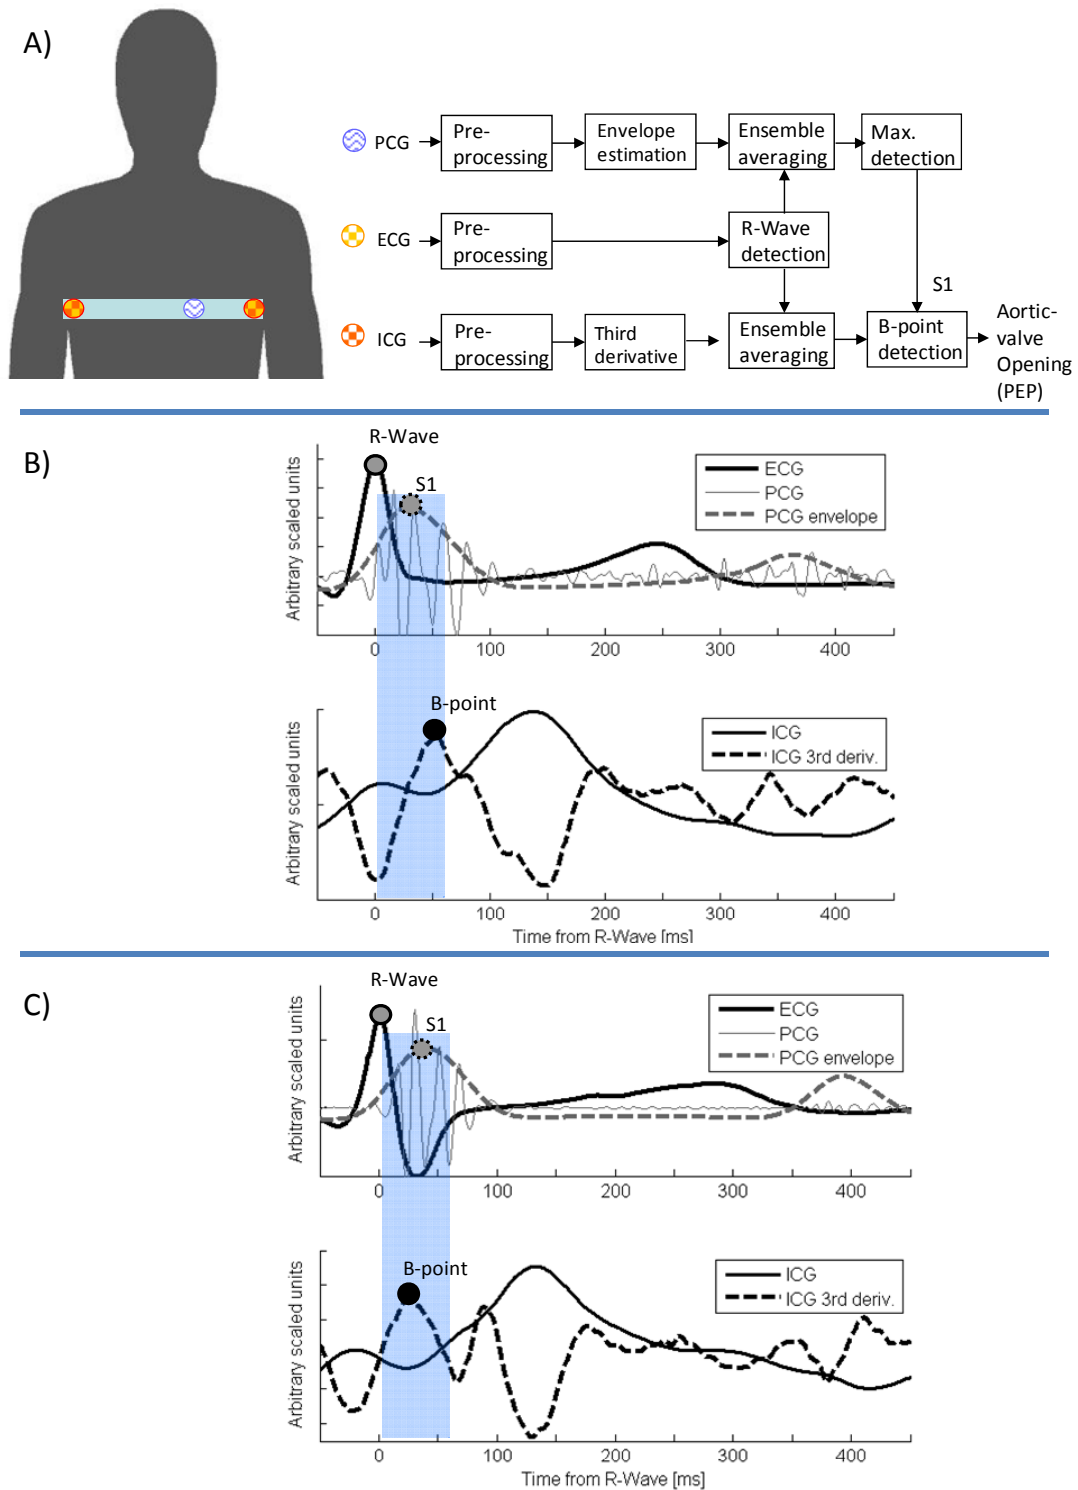 A)
PCG
Pre-
processing
Envelope
estimation
Ensemble
averaging
Max.
detection
ECG
Pre-
processing
R-Wave
detection
S1
ICG
Pre-
processing
Third
derivative
Ensemble
averaging
B-point
detection
Aortic-
valve
Opening
(PEP)
B)
R-Wave
S1
ECG
PCG
PCG envelope
Arbitrary scaled units
0 100 200 300 400
B-point
ICG
ICG 3rd deriv.
Arbitrary scaled units
0 100 200 300 400
Time from R-Wave [ms]
C)
R-Wave
S1
ECG
PCG
PCG envelope
Arbitrary scaled units
0 100 200 300 400
B-point
ICG
ICG 3rd deriv.
Arbitrary scaled units
0 100 200 300 400
Time from R-Wave [ms]